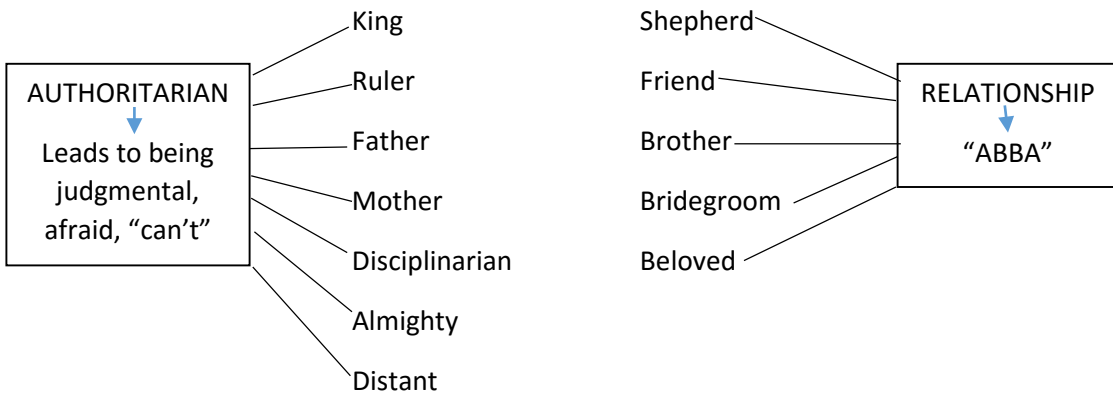 AUTHORITARIAN
Leads to being
judgmental,
afraid, “can’t”
King
Ruler
Father
Mother
Disciplinarian
Almighty
Distant
Shepherd
Friend
Brother
Bridegroom
Beloved
RELATIONSHIP
“ABBA”